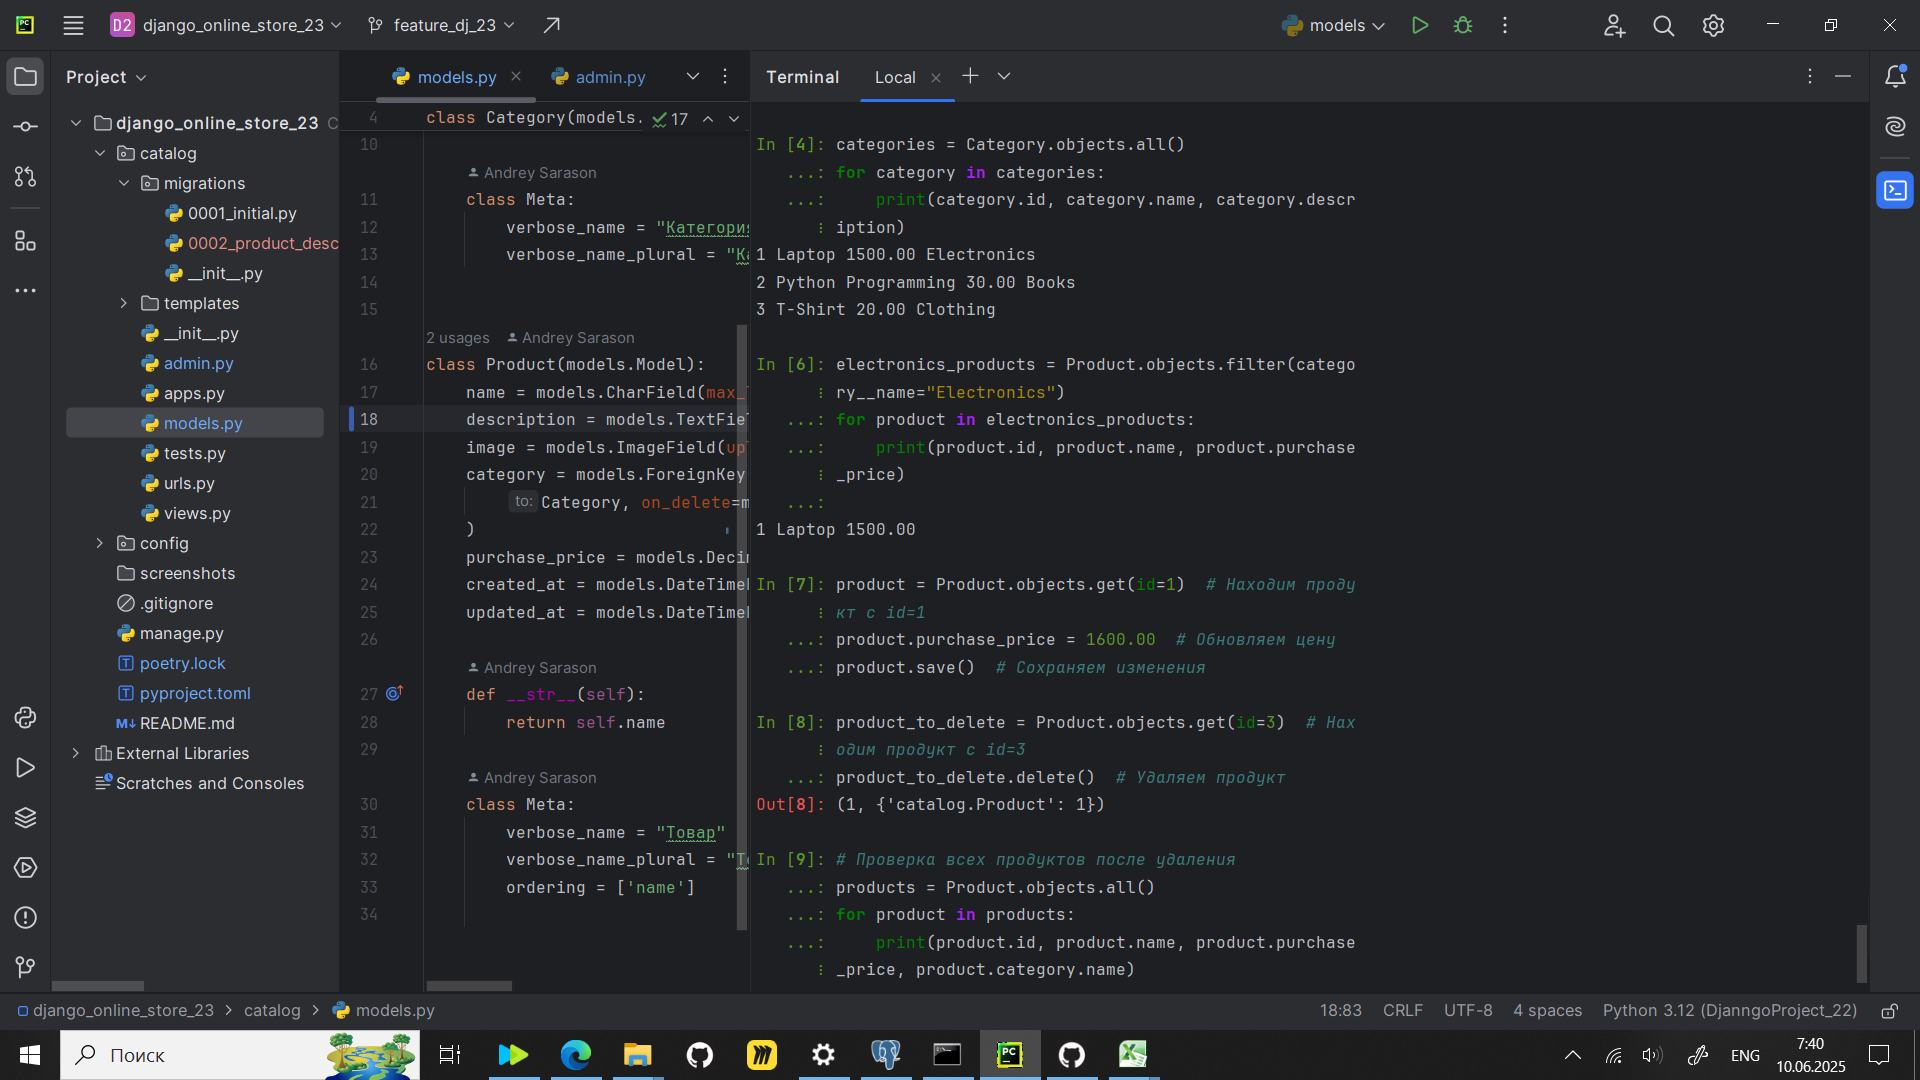 D2 django_online_store_23 feature_dj_23 models
Project
django_online_store_23 C
catalog
migrations
0001_initial.py
0002_product_desc
__init__.py
templates
__init__.py
admin.py
apps.py
models.py
tests.py
urls.py
views.py
config
screenshots
.gitignore
manage.py
poetry.lock
pyproject.toml
README.md
External Libraries
Scratches and Consoles
models.py admin.py
4 class Category(models. 17
10
Andrey Sarason
11 class Meta:
12 verbose_name = "Категория
13 verbose_name_plural = "Ка
14
15
2 usages Andrey Sarason
16 class Product(models.Model):
17 name = models.CharField(max_
18 description = models.TextFie
19 image = models.ImageField(up
20 category = models.ForeignKey
21 to: Category, on_delete=m
22 )
23 purchase_price = models.Deci
24 created_at = models.DateTime
25 updated_at = models.DateTime
26
Andrey Sarason
27 def __str__(self):
28 return self.name
29
Andrey Sarason
30 class Meta:
31 verbose_name = "Товар"
32 verbose_name_plural = "То
33 ordering = ['name']
34
Terminal Local
In [4]: categories = Category.objects.all()
...: for category in categories:
...: print(category.id, category.name, category.descr
: iption)
1 Laptop 1500.00 Electronics
2 Python Programming 30.00 Books
3 T-Shirt 20.00 Clothing
In [6]: electronics_products = Product.objects.filter(catego
: ry__name="Electronics")
...: for product in electronics_products:
...: print(product.id, product.name, product.purchase
: _price)
...:
1 Laptop 1500.00
In [7]: product = Product.objects.get(id=1) # Находим проду
: кт с id=1
...: product.purchase_price = 1600.00 # Обновляем цену
...: product.save() # Сохраняем изменения
In [8]: product_to_delete = Product.objects.get(id=3) # Нах
: одим продукт с id=3
...: product_to_delete.delete() # Удаляем продукт
Out[8]: (1, {'catalog.Product': 1})
In [9]: # Проверка всех продуктов после удаления
...: products = Product.objects.all()
...: for product in products:
...: print(product.id, product.name, product.purchase
: _price, product.category.name)
django_online_store_23 > catalog > models.py 18:83 CRLF UTF-8 4 spaces Python 3.12 (DjanngoProject_22)
Поиск PC ENG 7:40
10.06.2025